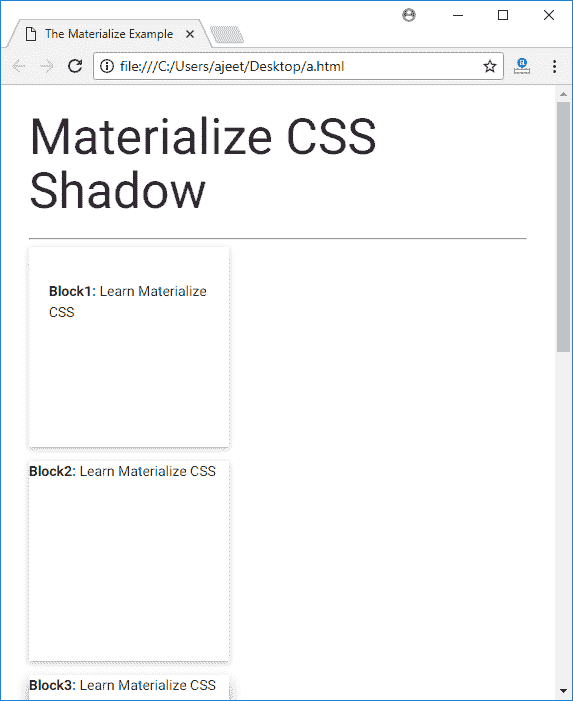 The Materialize Example
file:///C:/Users/ajeet/Desktop/a.html
Materialize CSS
Shadow
Block1: Learn Materialize
CSS
Block2: Learn Materialize CSS
Block3: Learn Materialize CSS